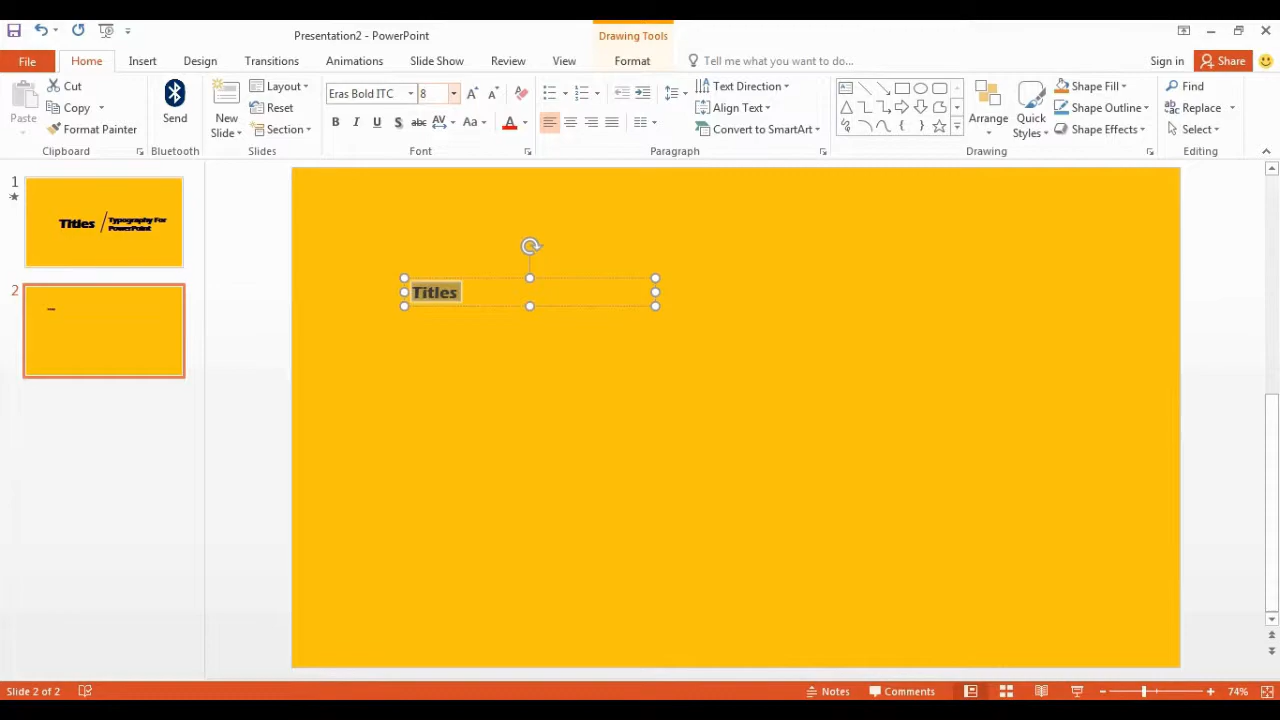 Presentation2 - PowerPoint
Drawing Tools
File
Home
Insert
Design
Transitions
Animations
Slide Show
Review
View
Format
Tell me what you want to do...
Sign in
Share
Paste
Cut
Copy
Format Painter
Clipboard
Send
Bluetooth
New
Slide
Layout
Reset
Section
Slides
Eras Bold ITC
8
B I U S abc AV Aa A
Font
Text Direction
Align Text
Convert to SmartArt
Paragraph
Arrange
Quick
Styles
Shape Fill
Shape Outline
Shape Effects
Drawing
Find
Replace
Select
Editing
1
Titles
Typography For
PowerPoint
2
Titles
Slide 2 of 2
Notes
Comments
74%